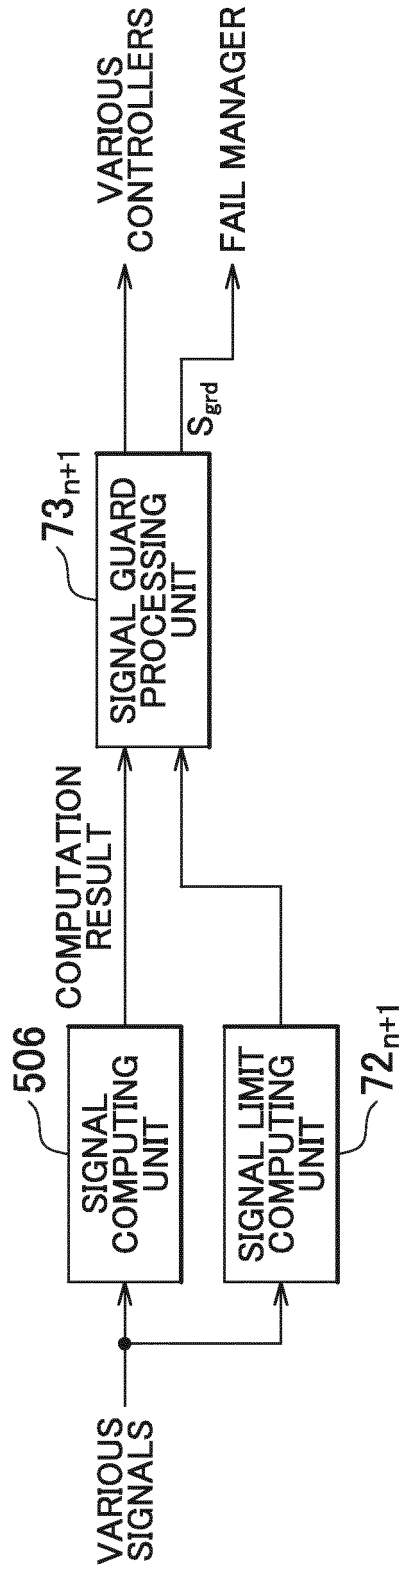 VARIOUS
SIGNALS
506
SIGNAL
COMPUTING
UNIT
SIGNAL LIMIT
COMPUTING
UNIT
72n+1
COMPUTATION
RESULT
73n+1
SIGNAL GUARD
PROCESSING
UNIT
Sgrd
VARIOUS
CONTROLLERS
FAIL MANAGER